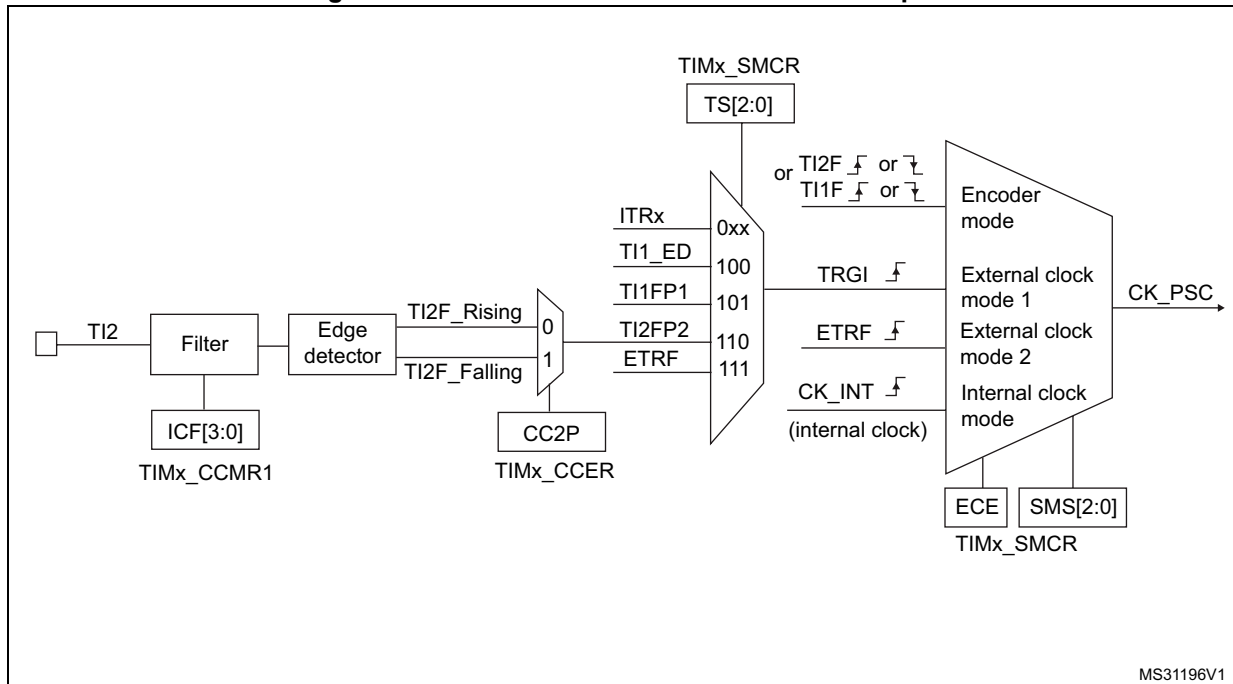 TIMx_SMCR
TS[2:0]
or TI2F or
TI1F or
Encoder
mode
ITRx
0xx
TI1_ED
100
TRGI
External clock
mode 1
CK_PSC
TI1FP1
101
TI2F_Rising
0
TI2
Filter
Edge
detector
TI2FP2
110
ETRF
External clock
mode 2
1
ETRF
111
TI2F_Falling
CK_INT
Internal clock
mode
(internal clock)
ICF[3:0]
CC2P
TIMx_CCMR1
TIMx_CCER
ECE
SMS[2:0]
TIMx_SMCR
MS31196V1